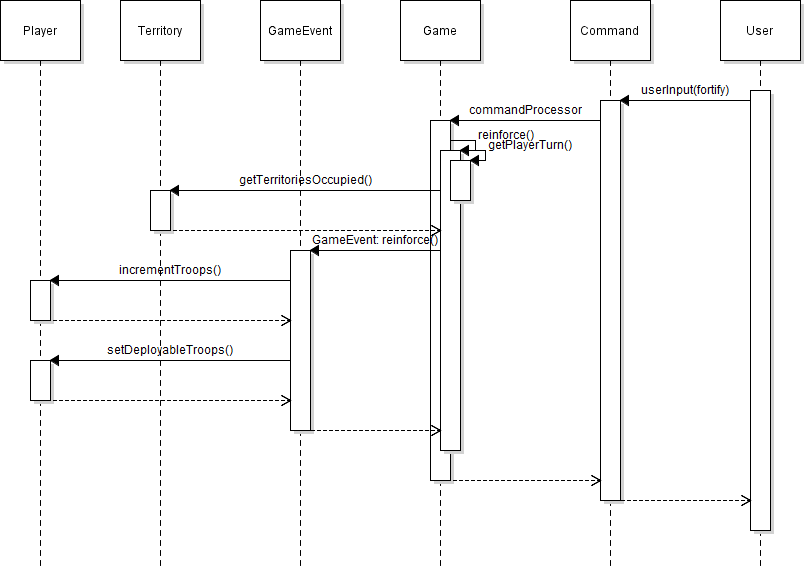 Player
Territory
GameEvent
Game
Command
User
userInput(fortify)
commandProcessor
reinforce()
getPlayerTurn()
getTerritoriesOccupied()
GameEvent: reinforce()
incrementTroops()
setDeployableTroops()